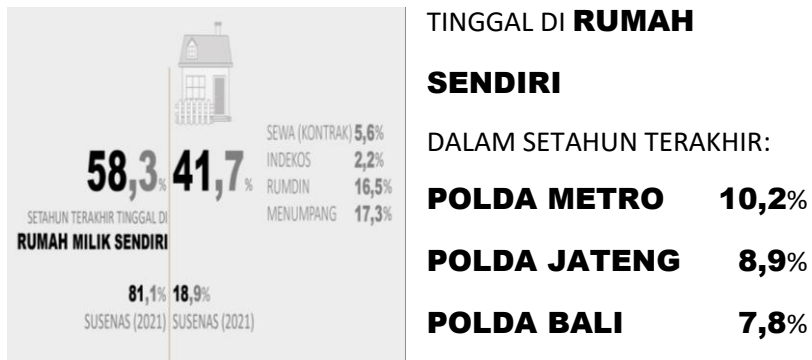 58,3% 41,7%
SETAHUN TERAKHIR TINGGAL DI
RUMAH MILIK SENDIRI
SEWA (KONTRAK) 5,6%
INDEKOS 2,2%
RUMDIN 16,5%
MENUMPANG 17,3%
81,1% 18,9%
SUSENAS (2021) SUSENAS (2021)
TINGGAL DI RUMAH
SENDIRI
DALAM SETAHUN TERAKHIR:
POLDA METRO 10,2%
POLDA JATENG 8,9%
POLDA BALI 7,8%